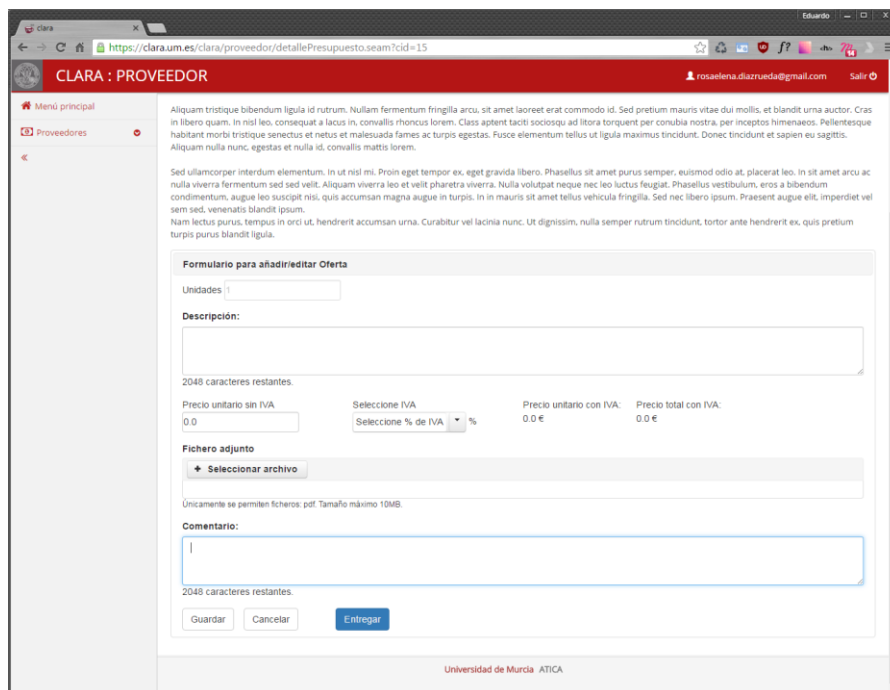 Eduardo
clara
https://clara.um.es/clara/proveedor/detallePresupuesto.seam?cid=15
f?
CLARA : PROVEEDOR
rosaelena.diazrueda@gmail.com
Salir
Menú principal
Proveedores
«
Aliquam tristique bibendum ligula id rutrum. Nullam fermentum fringilla arcu, sit amet laoreet erat commodo id. Sed pretium mauris vitae dui mollis, et blandit urna auctor. Cras
in libero quam. In nisl leo, consequat a lacus in, convallis rhoncus lorem. Class aptent taciti sociosqu ad litora torquent per conubia nostra, per inceptos himenaeos. Pellentesque
habitant morbi tristique senectus et netus et malesuada fames ac turpis egestas. Fusce elementum tellus ut ligula maximus tincidunt. Donec tincidunt et sapien eu sagittis.
Aliquam nulla nunc, egestas et nulla id, convallis mattis lorem.
Sed ullamcorper interdum elementum. In ut nisl mi. Proin eget tempor ex, eget gravida libero. Phasellus sit amet purus semper, euismod odio at, placerat leo. In sit amet arcu ac
nulla viverra fermentum sed sed velit. Aliquam viverra leo et velit pharetra viverra. Nulla volutpat neque nec leo luctus feugiat. Phasellus vestibulum, eros a bibendum
condimentum, augue leo suscipit nisi, quis accumsan magna augue in turpis. In in mauris sit amet tellus vehicula fringilla. Sed nec libero ipsum. Praesent augue elit, imperdiet vel
sem sed, venenatis blandit ipsum.
Nam lectus purus, tempus in orci ut, hendrerit accumsan urna. Curabitur vel lacinia nunc. Ut dignissim, nulla semper rutrum tincidunt, tortor ante hendrerit ex, quis pretium
turpis purus blandit ligula.
Formulario para añadir/editar Oferta
Unidades 1
Descripción:
2048 caracteres restantes.
Precio unitario sin IVA Seleccione IVA Precio unitario con IVA: Precio total con IVA:
0.0 Seleccione % de IVA % 0.0 € 0.0 €
Fichero adjunto
+ Seleccionar archivo
Únicamente se permiten ficheros: pdf. Tamaño máximo 10MB.
Comentario:
2048 caracteres restantes.
Guardar Cancelar Entregar
Universidad de Murcia ATICA